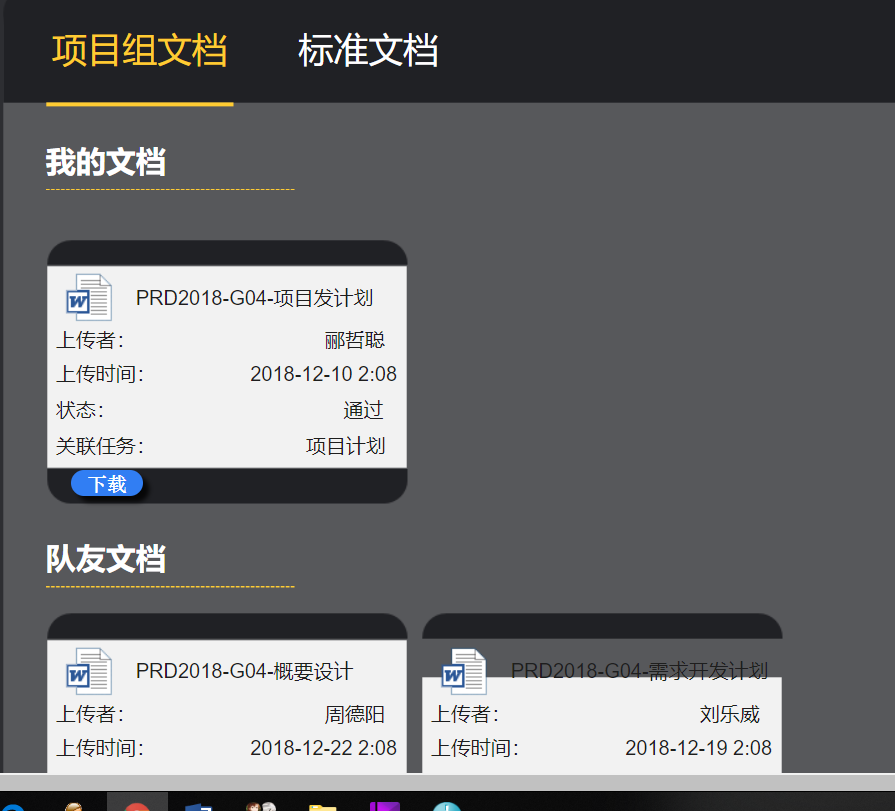 项目组文档 标准文档
我的文档
PRD2018-G04-项目发计划
上传者： 郦哲聪
上传时间： 2018-12-10 2:08
状态： 通过
关联任务： 项目计划
下载
队友文档
PRD2018-G04-概要设计 PRD2018-G04-需求开发计划
上传者： 周德阳 上传者： 刘乐威
上传时间： 2018-12-22 2:08 上传时间： 2018-12-19 2:08